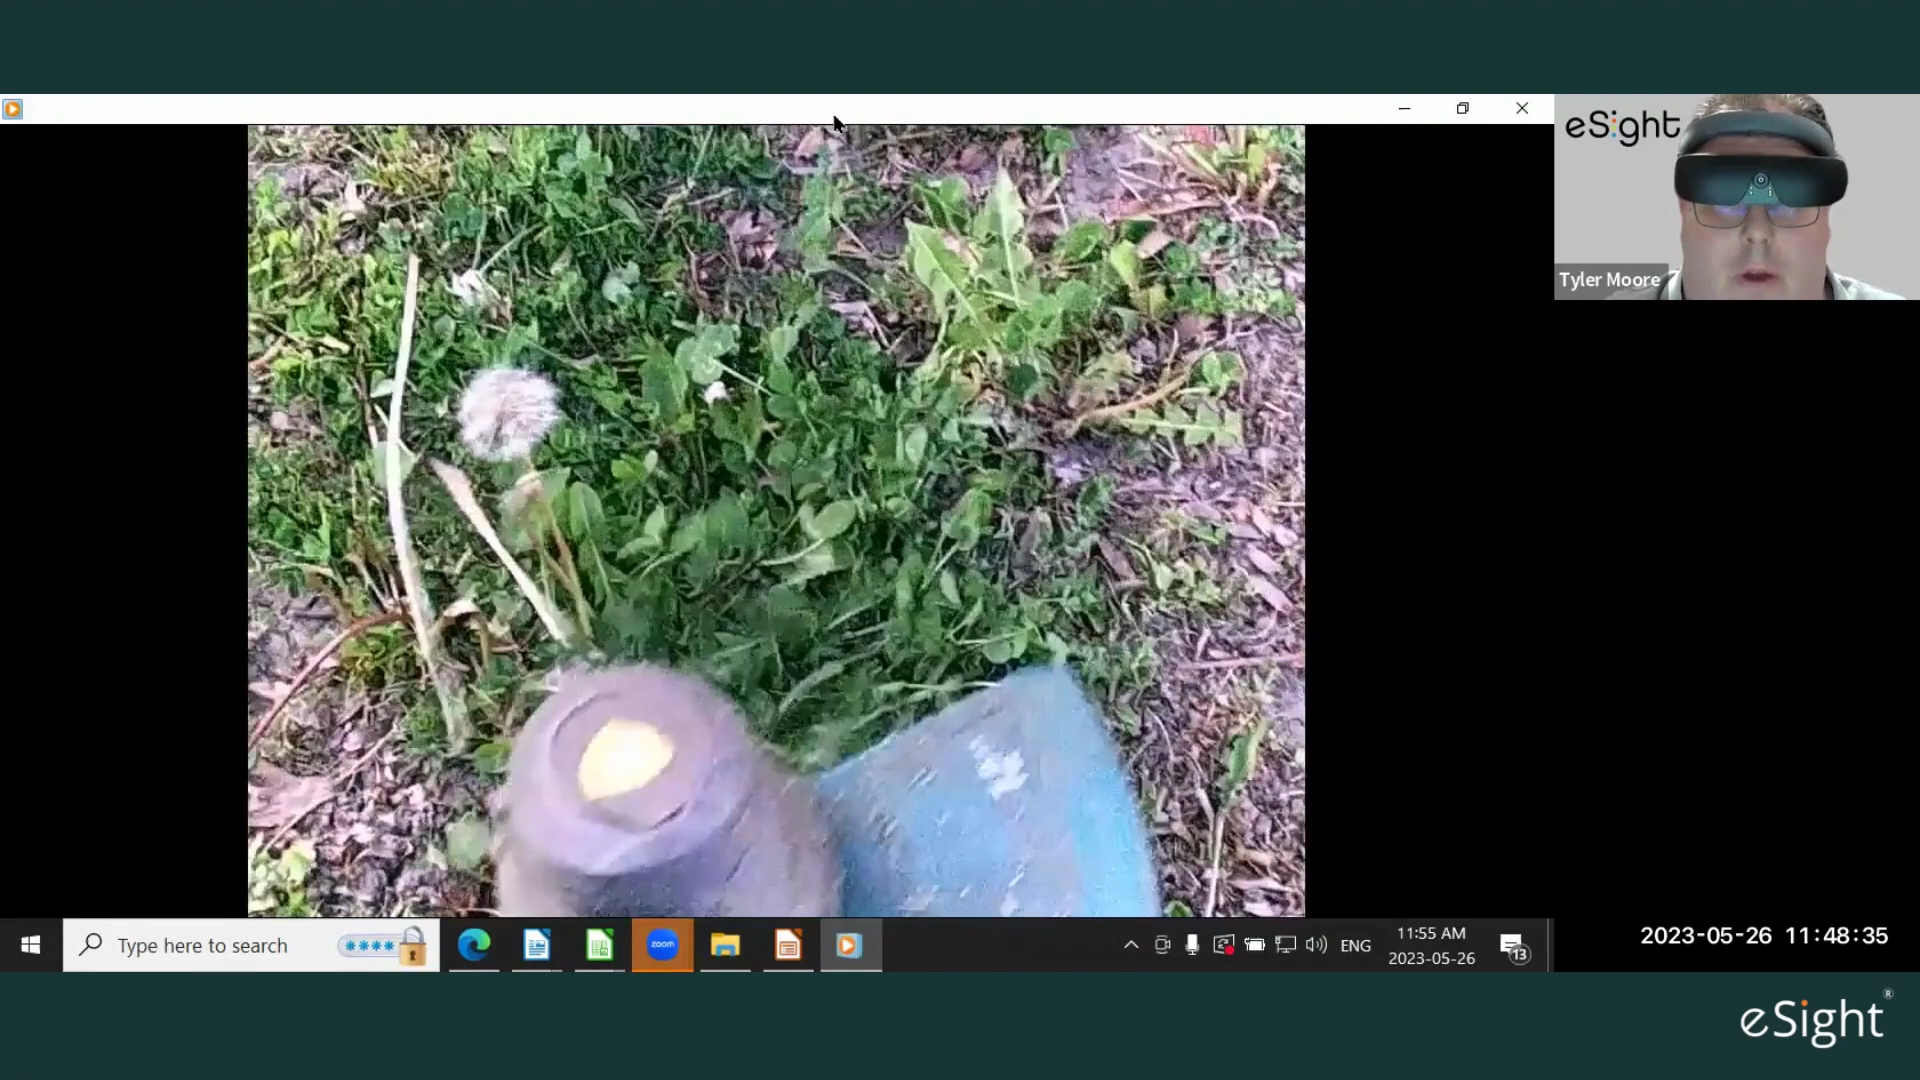 eSight
Tyler Moore
Type here to search
zoom
ENG
11:55 AM
2023-05-26
13
2023-05-26 11:48:35
eSight®